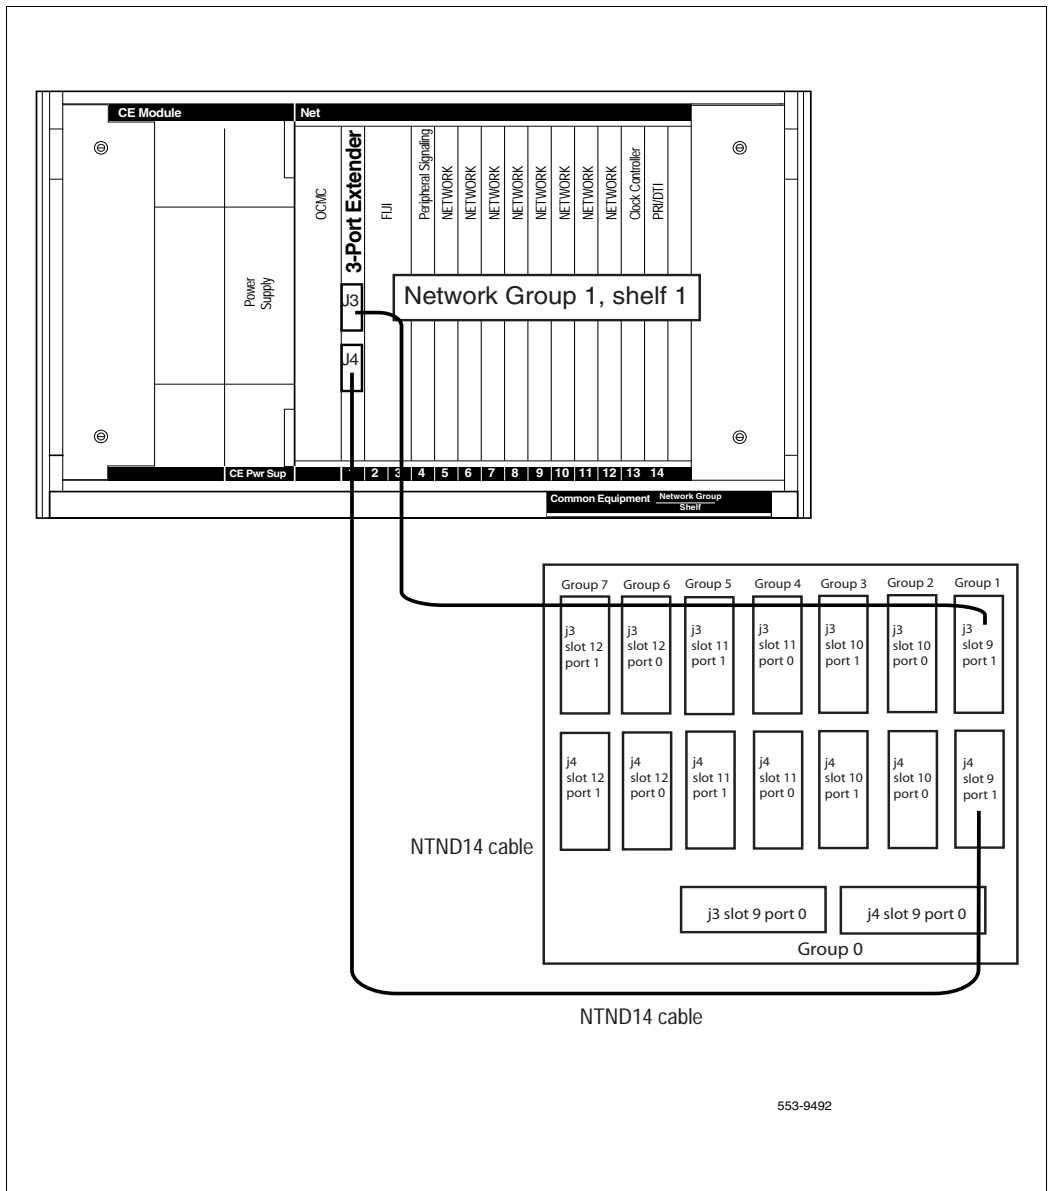 CE Module
Net
OCMC
3-Port Extender
FIJI
Peripheral Signaling
NETWORK
NETWORK
NETWORK
NETWORK
NETWORK
NETWORK
NETWORK
NETWORK
Clock Controller
PRI/DTI
Power
Supply
J3
Network Group 1, shelf 1
J4
CE Pwr Sup
1 2 3 4 5 6 7 8 9 10 11 12 13 14
Common Equipment
Network Group
Shelf
Group 7 Group 6 Group 5 Group 4 Group 3 Group 2 Group 1
j3
slot 12
port 1
j3
slot 12
port 0
j3
slot 11
port 1
j3
slot 11
port 0
j3
slot 10
port 1
j3
slot 10
port 0
j3
slot 9
port 1
j4
slot 12
port 1
j4
slot 12
port 0
j4
slot 11
port 1
j4
slot 11
port 0
j4
slot 10
port 1
j4
slot 10
port 0
j4
slot 9
port 1
NTND14 cable
j3 slot 9 port 0
j4 slot 9 port 0
Group 0
NTND14 cable
553-9492